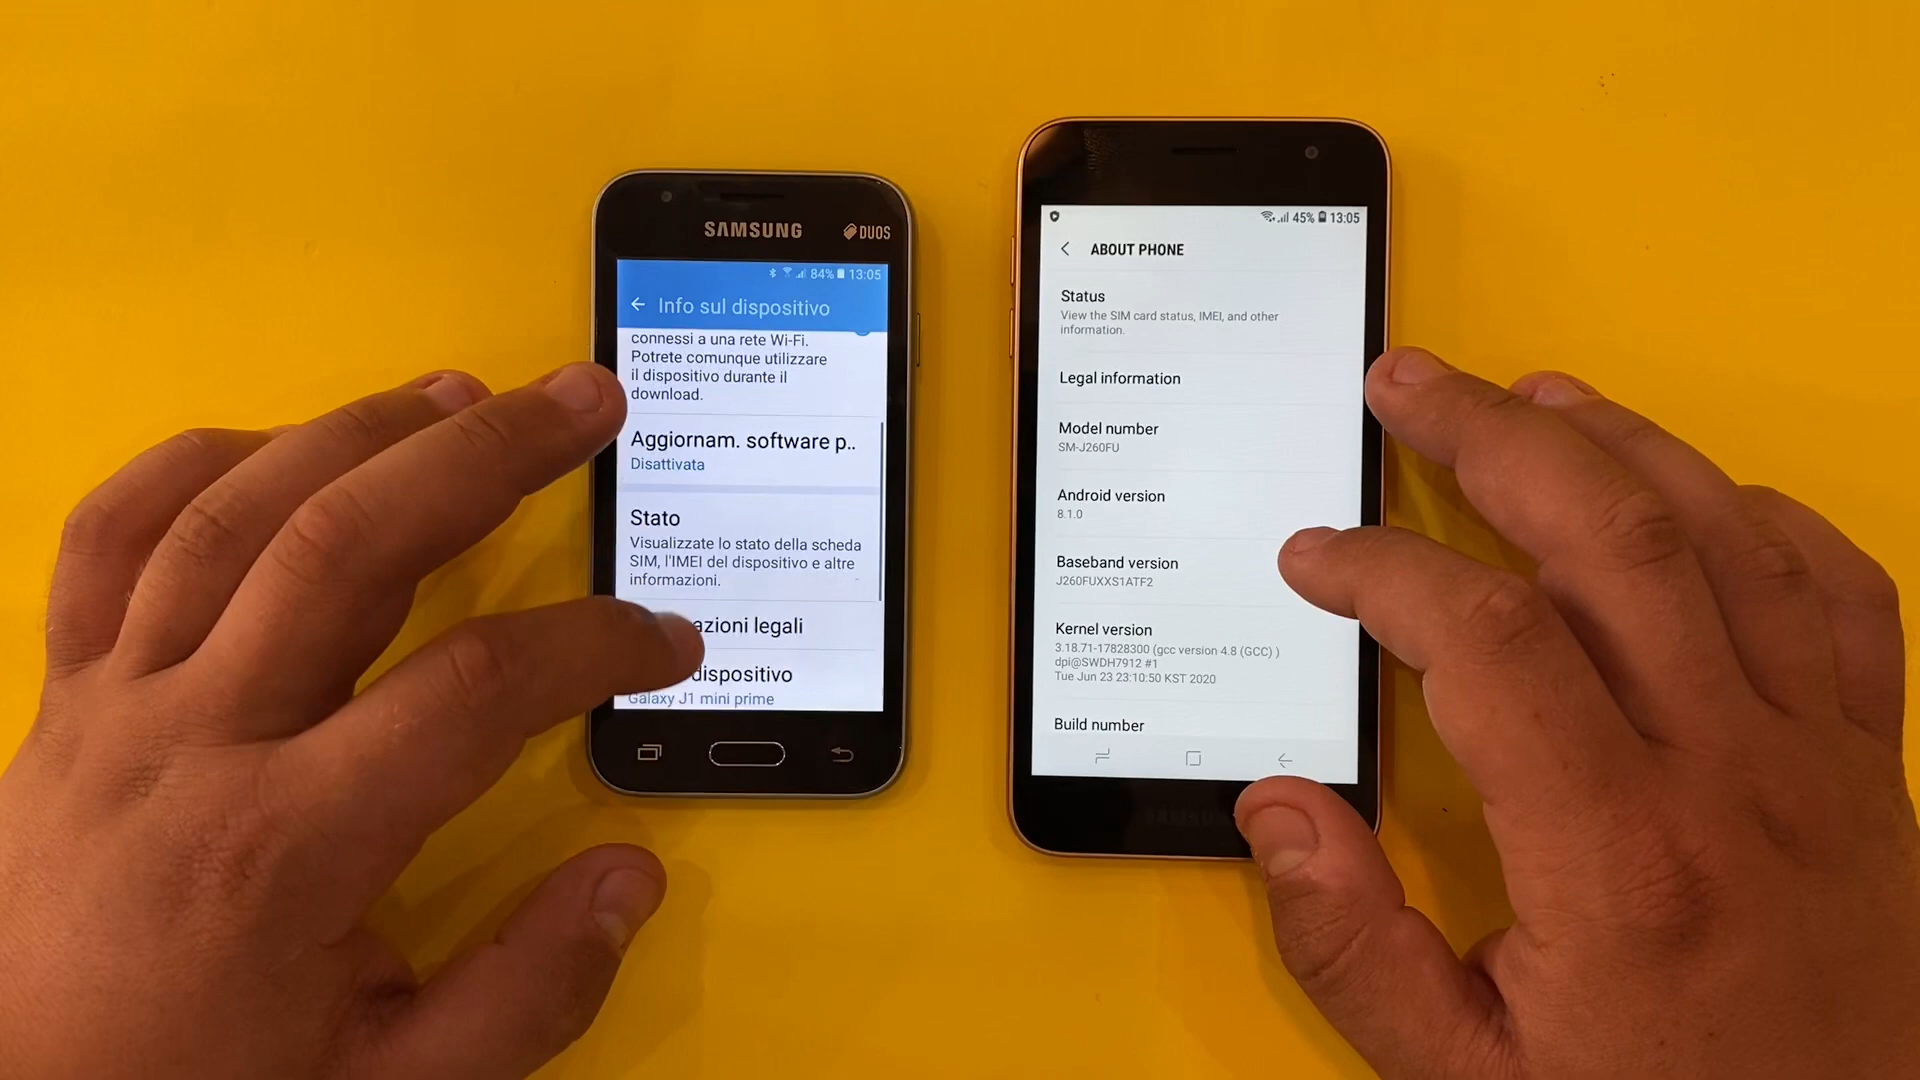 SAMSUNG
DUOS
84% 13:05
Info sul dispositivo
connessi a una rete Wi-Fi.
Potrete comunque utilizzare
il dispositivo durante il
download.
Aggiornam. software p..
Disattivata
Stato
Visualizzate lo stato della scheda
SIM, l'IMEI del dispositivo e altre
informazioni.
azioni legali
dispositivo
Galaxy J1 mini prime
45% 13:05
ABOUT PHONE
Status
View the SIM card status, IMEI, and other
information.
Legal information
Model number
SM-J260FU
Android version
8.1.0
Baseband version
J260FUXXS1ATF2
Kernel version
3.18.71-17828300 (gcc version 4.8 (GCC) )
dpi@SWDH7912 #1
Tue Jun 23 23:10:50 KST 2020
Build number
SAMSUNG